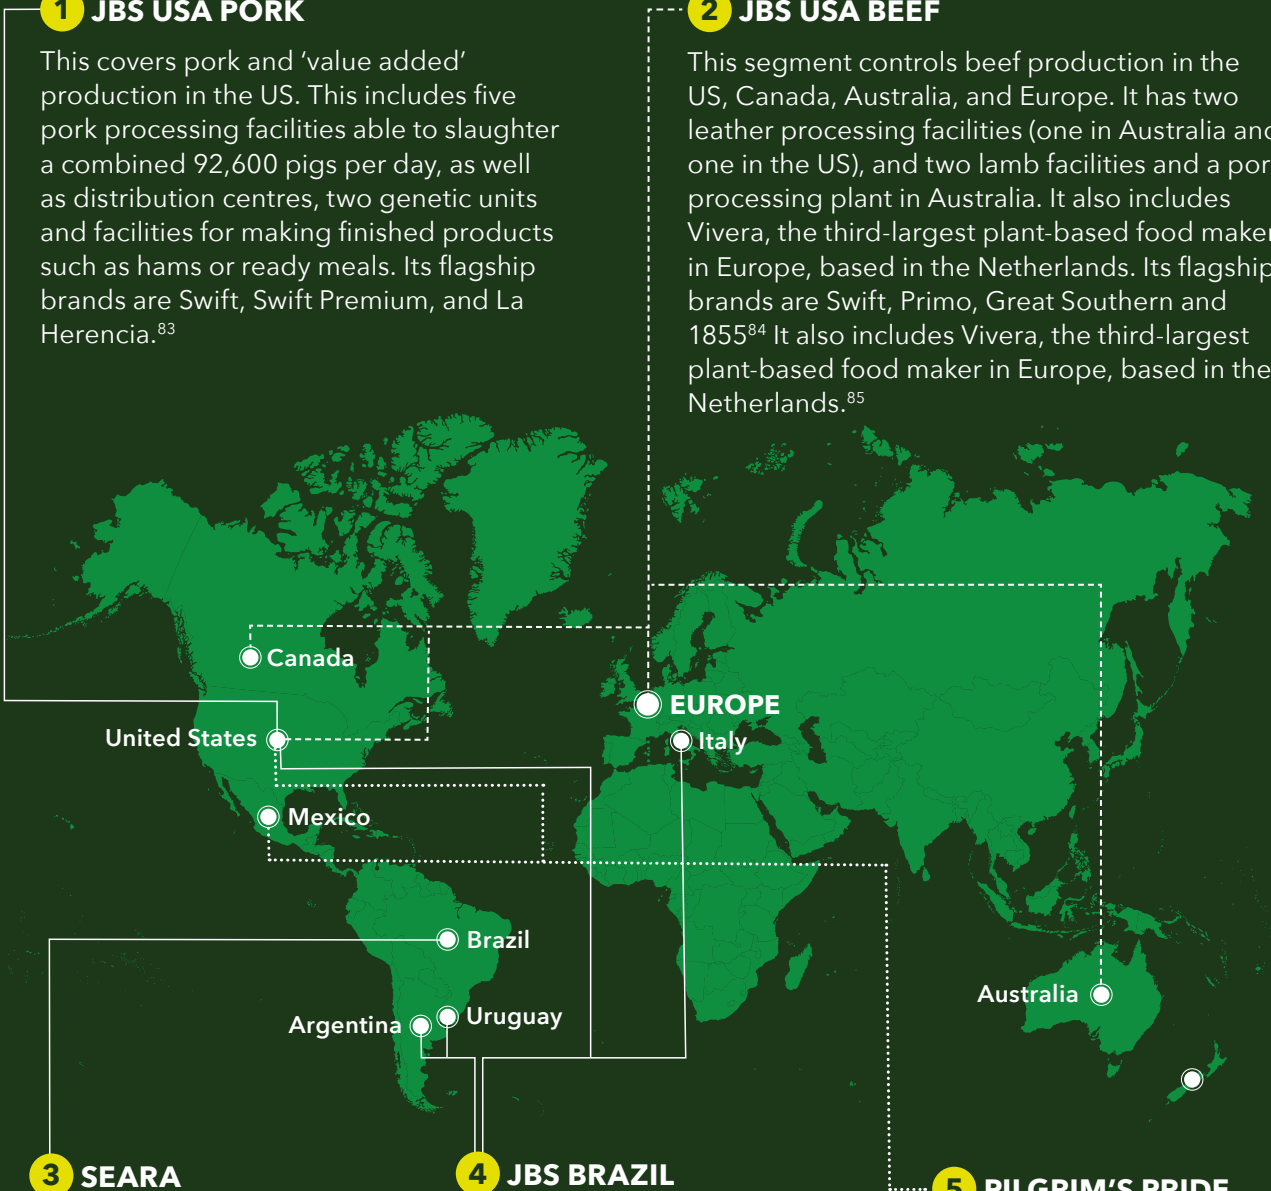 1 JBS USA PORK
This covers pork and ‘value added’
production in the US. This includes five
pork processing facilities able to slaughter
a combined 92,600 pigs per day, as well
as distribution centres, two genetic units
and facilities for making finished products
such as hams or ready meals. Its flagship
brands are Swift, Swift Premium, and La
Herencia.83
2 JBS USA BEEF
This segment controls beef production in the
US, Canada, Australia, and Europe. It has two
leather processing facilities (one in Australia and
one in the US), and two lamb facilities and a por
processing plant in Australia. It also includes
Vivera, the third-largest plant-based food maker
in Europe, based in the Netherlands. Its flagship
brands are Swift, Primo, Great Southern and
185584 It also includes Vivera, the third-largest
plant-based food maker in Europe, based in the
Netherlands.85
Canada
EUROPE
United States
Italy
Mexico
Brazil
Australia
Argentina
Uruguay
3 SEARA
4 JBS BRAZIL
5 PILGRIM’S PRIDE